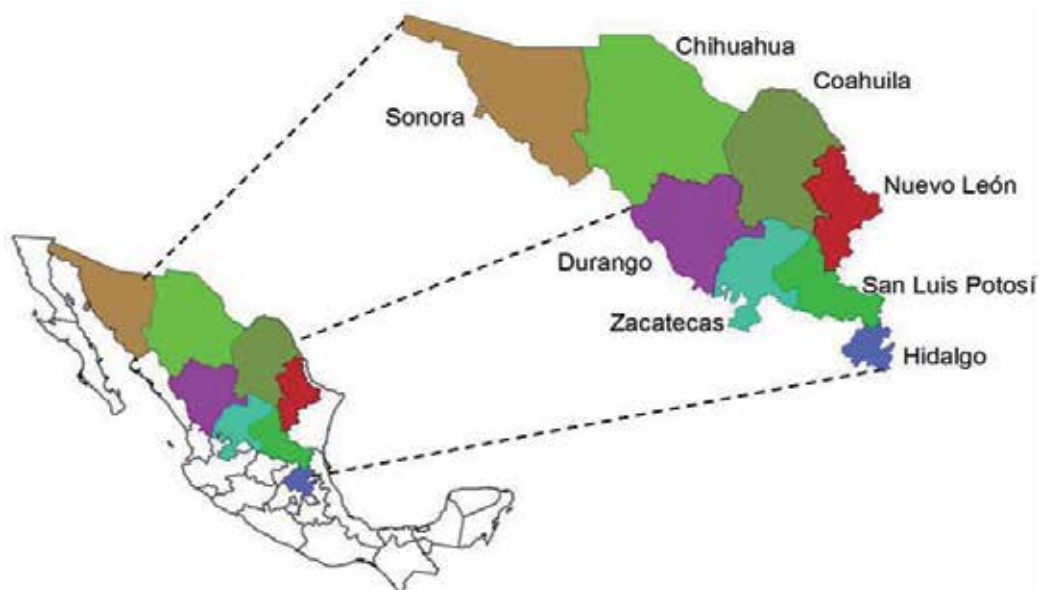 Chihuahua
Coahuila
Sonora
Nuevo León
Durango
San Luis Potosí
Zacatecas
Hidalgo